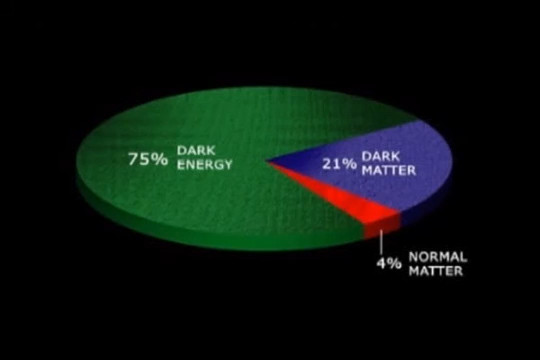 75% DARK
ENERGY
21% DARK
MATTER
4% NORMAL
MATTER